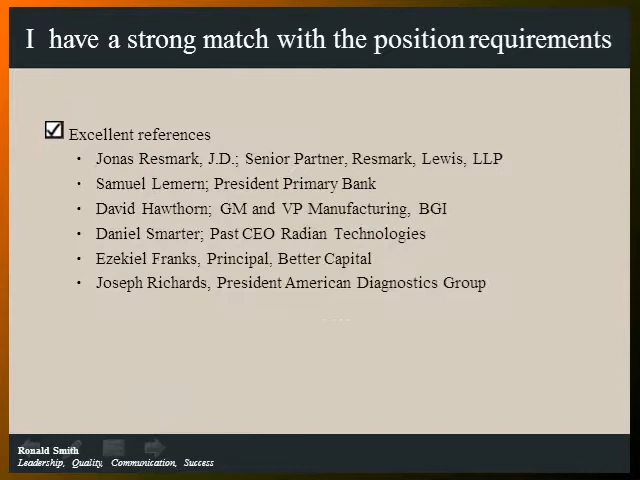 I have a strong match with the position requirements
Excellent references
• Jonas Resmark, J.D.; Senior Partner, Resmark, Lewis, LLP
• Samuel Lemern; President Primary Bank
• David Hawthorn; GM and VP Manufacturing, BGI
• Daniel Smarter; Past CEO Radian Technologies
• Ezekiel Franks, Principal, Better Capital
• Joseph Richards, President American Diagnostics Group
Ronald Smith
Leadership, Quality, Communication, Success